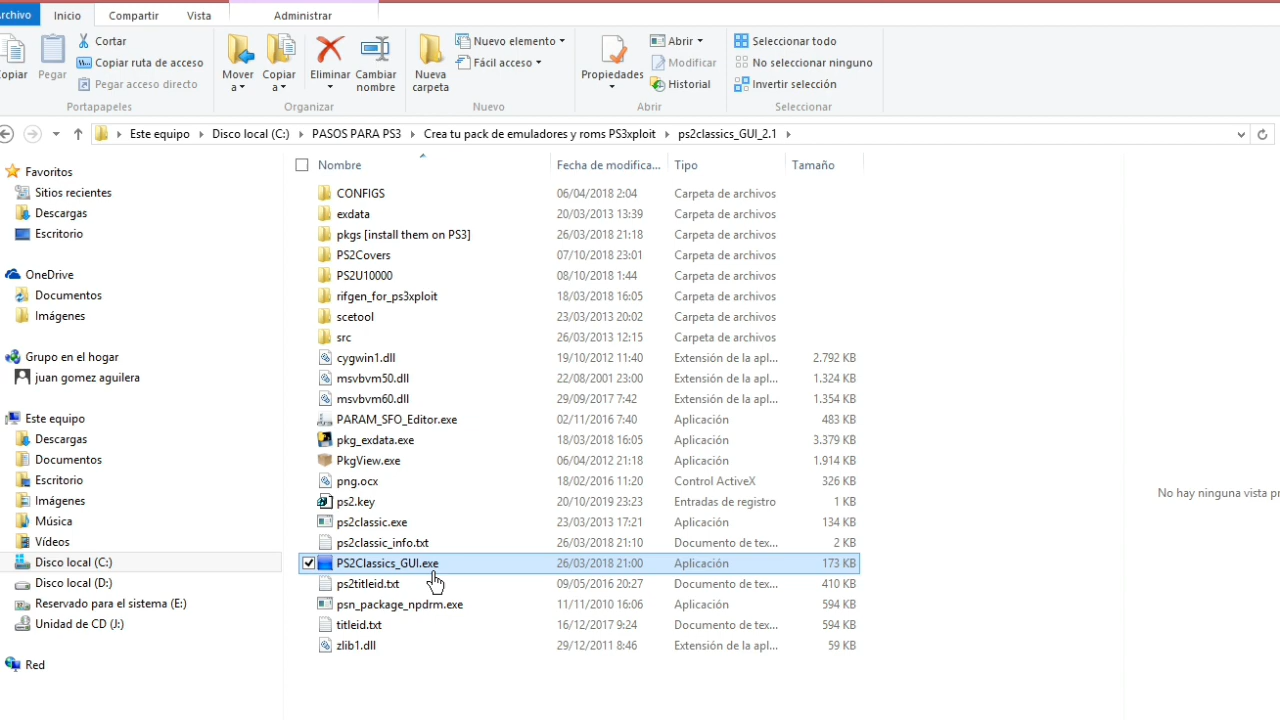 Archivo Inicio Compartir Vista Administrar
Copiar
Pegar
Cortar
Copiar ruta de acceso
Pegar acceso directo
Portapapeles
Mover a
Copiar a
Eliminar
Cambiar nombre
Organizar
Nueva carpeta
Nuevo elemento
Fácil acceso
Nuevo
Propiedades
Abrir
Modificar
Historial
Abrir
Seleccionar todo
No seleccionar ninguno
Invertir selección
Seleccionar
Este equipo Disco local (C:) PASOS PARA PS3 Crea tu pack de emuladores y roms PS3xploit ps2classics_GUI_2.1
Favoritos
Sitios recientes
Descargas
Escritorio
OneDrive
Documentos
Imágenes
Grupo en el hogar
juan gomez aguilera
Este equipo
Descargas
Documentos
Escritorio
Imágenes
Música
Vídeos
Disco local (C:)
Disco local (D:)
Reservado para el sistema (E:)
Unidad de CD (J:)
Red
Nombre Fecha de modifica... Tipo Tamaño
CONFIGS 06/04/2018 2:04 Carpeta de archivos
exdata 20/03/2013 13:39 Carpeta de archivos
pkgs [install them on PS3] 26/03/2018 21:18 Carpeta de archivos
PS2Covers 07/10/2018 23:01 Carpeta de archivos
PS2U10000 08/10/2018 1:44 Carpeta de archivos
rifgen_for_ps3xploit 18/03/2018 16:05 Carpeta de archivos
scetool 23/03/2013 20:02 Carpeta de archivos
src 26/03/2013 12:15 Carpeta de archivos
cygwin1.dll 19/10/2012 11:40 Extensión de la apl... 2.792 KB
msvbvm50.dll 22/08/2001 23:00 Extensión de la apl... 1.324 KB
msvbvm60.dll 29/09/2017 7:42 Extensión de la apl... 1.354 KB
PARAM_SFO_Editor.exe 02/11/2016 7:40 Aplicación 483 KB
pkg_exdata.exe 18/03/2018 16:05 Aplicación 3.379 KB
PkgView.exe 06/04/2012 21:18 Aplicación 1.914 KB
png.ocx 18/02/2016 11:20 Control ActiveX 326 KB
ps2.key 20/10/2019 23:23 Entradas de registro 1 KB
ps2classic.exe 23/03/2013 17:21 Aplicación 134 KB
ps2classic_info.txt 26/03/2018 21:10 Documento de tex... 2 KB
PS2Classics_GUI.exe 26/03/2018 21:00 Aplicación 173 KB
ps2titleid.txt 09/05/2016 20:27 Documento de tex... 410 KB
psn_package_npdrm.exe 11/11/2010 16:06 Aplicación 594 KB
titleid.txt 16/12/2017 9:24 Documento de tex... 594 KB
zlib1.dll 29/12/2011 8:46 Extensión de la apl... 59 KB
No hay ninguna vista pr